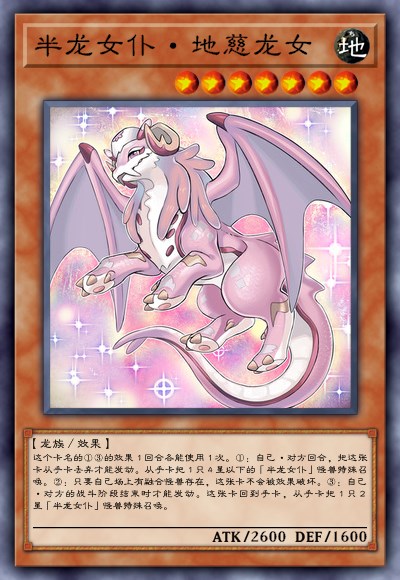 半龙女仆・地慈龙女
地
【龙族/效果】
这个卡名的①③的效果1回合各能使用1次。①：自己・对方回合，把这张
卡从手卡丢弃才能发动。从手卡把1只4星以下的「半龙女仆」怪兽特殊召
唤。②：只要自己场上有融合怪兽存在，这张卡不会被效果破坏。③：自己
・对方的战斗阶段结束时才能发动。这张卡回到手卡，从手卡把1只2
星「半龙女仆」怪兽特殊召唤。
ATK/2600 DEF/1600